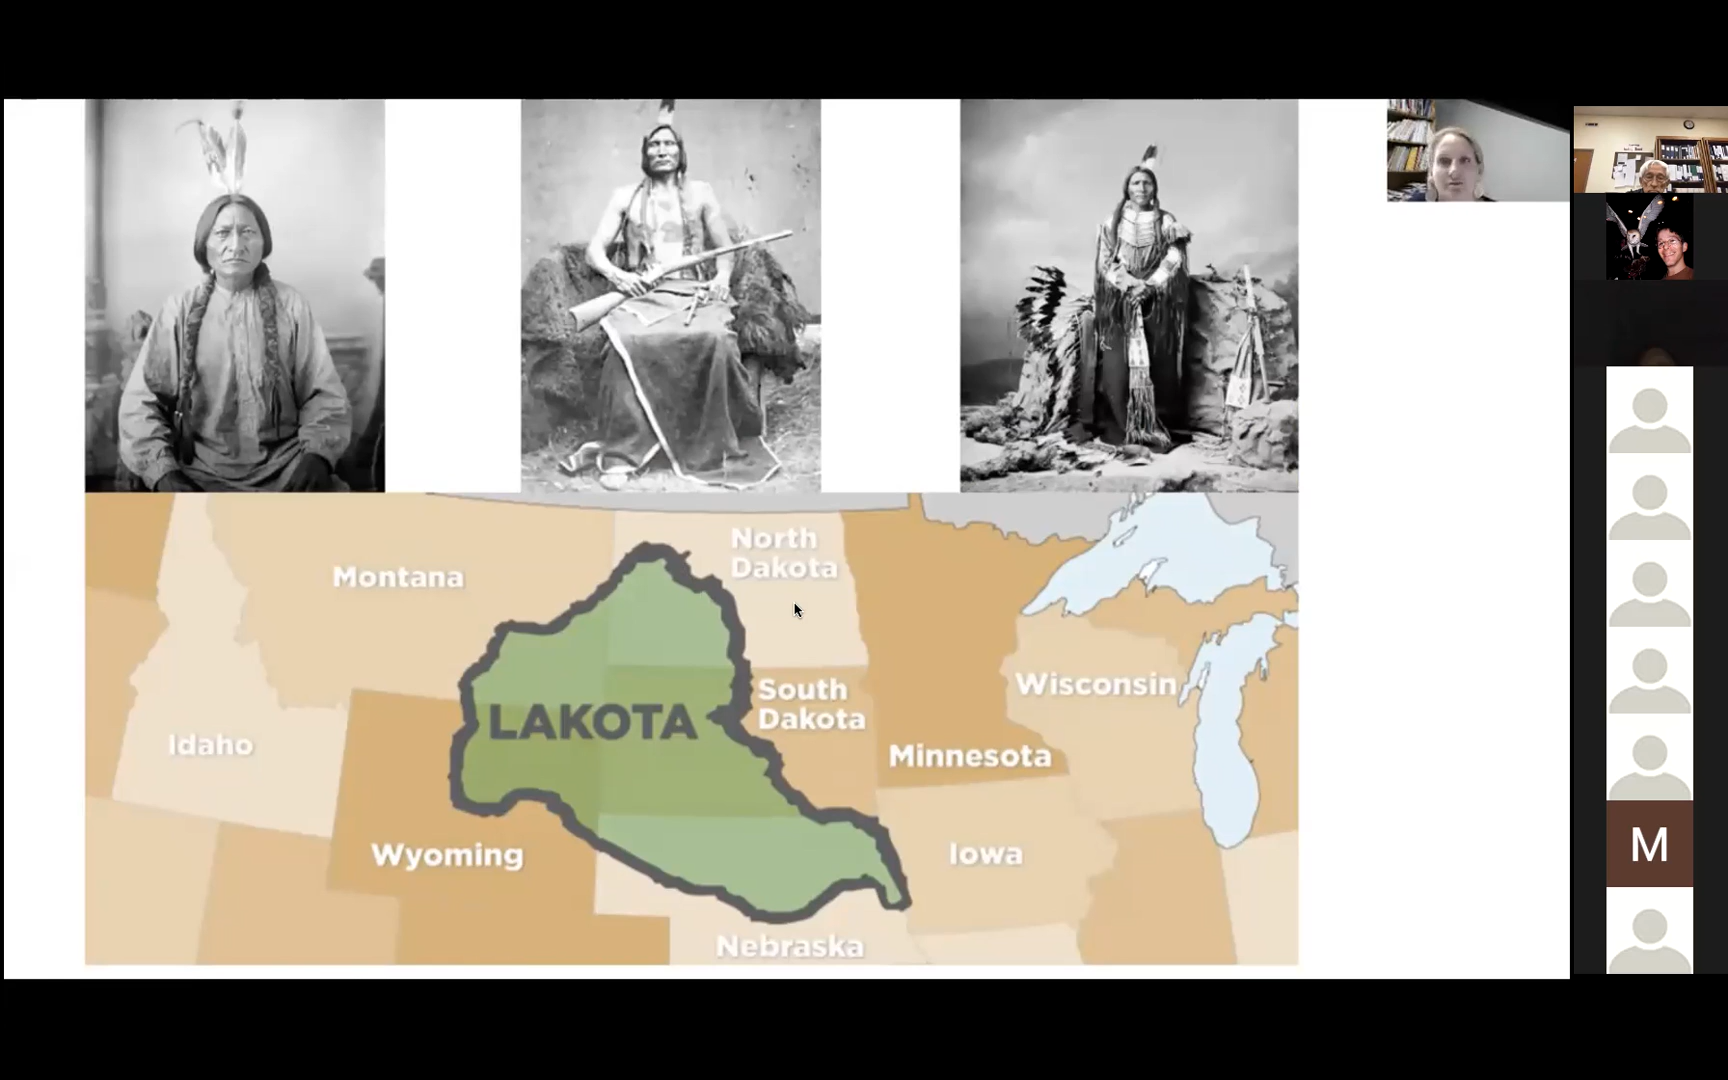 North
Dakota
Montana
South
Dakota
Wisconsin
LAKOTA
Idaho
Minnesota
Wyoming
Iowa
Nebraska
M